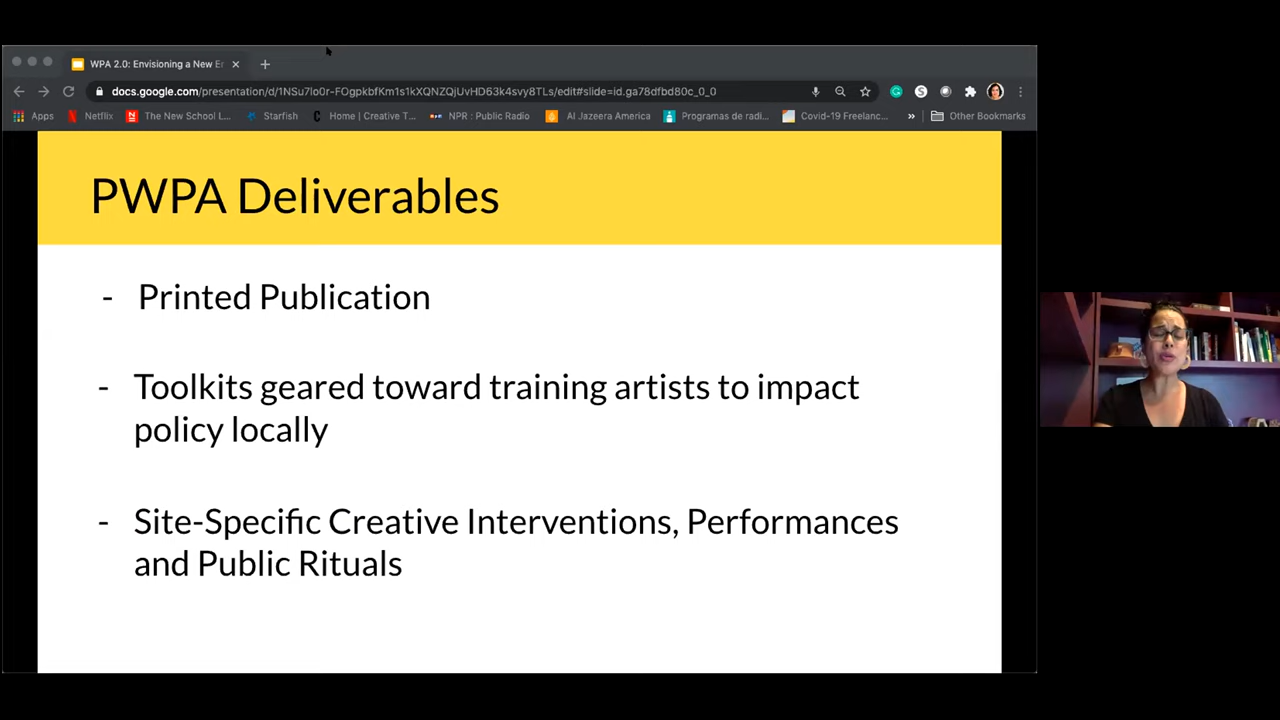 WPA 2.0: Envisioning a New Er
docs.google.com/presentation/d/1NSu7lo0r-FOgpkbfKm1s1kXQNZQjUvHD63k4svy8TLs/edit#slide=id.ga78dfbd80c_0_0
Apps Netflix The New School L... Starfish Home | Creative T... NPR : Public Radio Al Jazeera America Programas de radi... Covid-19 Freelanc... » Other Bookmarks
PWPA Deliverables
- Printed Publication
- Toolkits geared toward training artists to impact
policy locally
- Site-Specific Creative Interventions, Performances
and Public Rituals